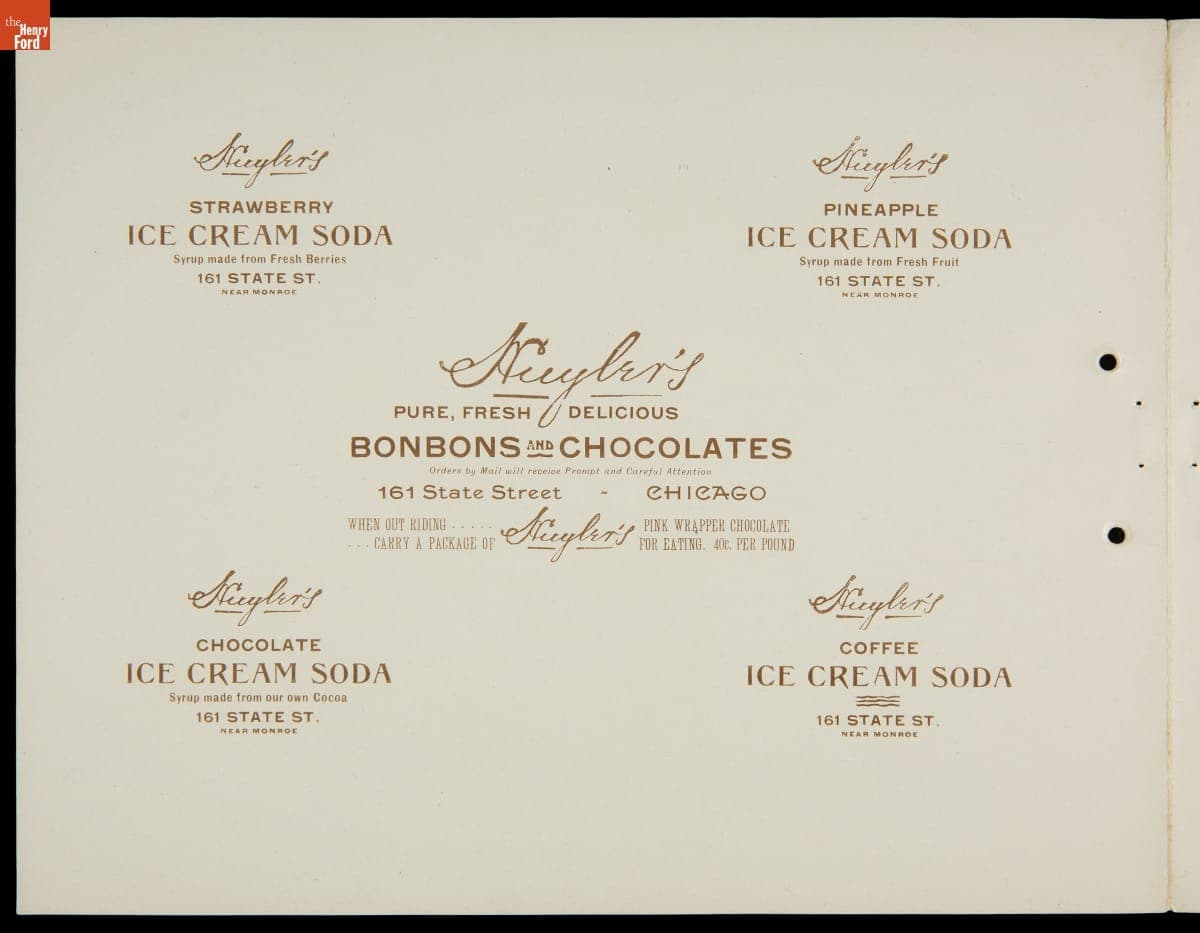 the
Henry
Ford
Huyler's
STRAWBERRY
ICE CREAM SODA
Syrup made from Fresh Berries
161 STATE ST.
NEAR MONROE
Huyler's
PINEAPPLE
ICE CREAM SODA
Syrup made from Fresh Fruit
161 STATE ST.
NEAR MONROE
Huyler's
PURE, FRESH DELICIOUS
BONBONS AND CHOCOLATES
Orders by Mail will receive Prompt and Careful Attention
161 State Street - CHICAGO
WHEN OUT RIDING . . . . .
. . . CARRY A PACKAGE OF
Huyler's
PINK WRAPPER CHOCOLATE
FOR EATING. 40c. PER POUND
Huyler's
CHOCOLATE
ICE CREAM SODA
Syrup made from our own Cocoa
161 STATE ST.
NEAR MONROE
Huyler's
COFFEE
ICE CREAM SODA
161 STATE ST.
NEAR MONROE